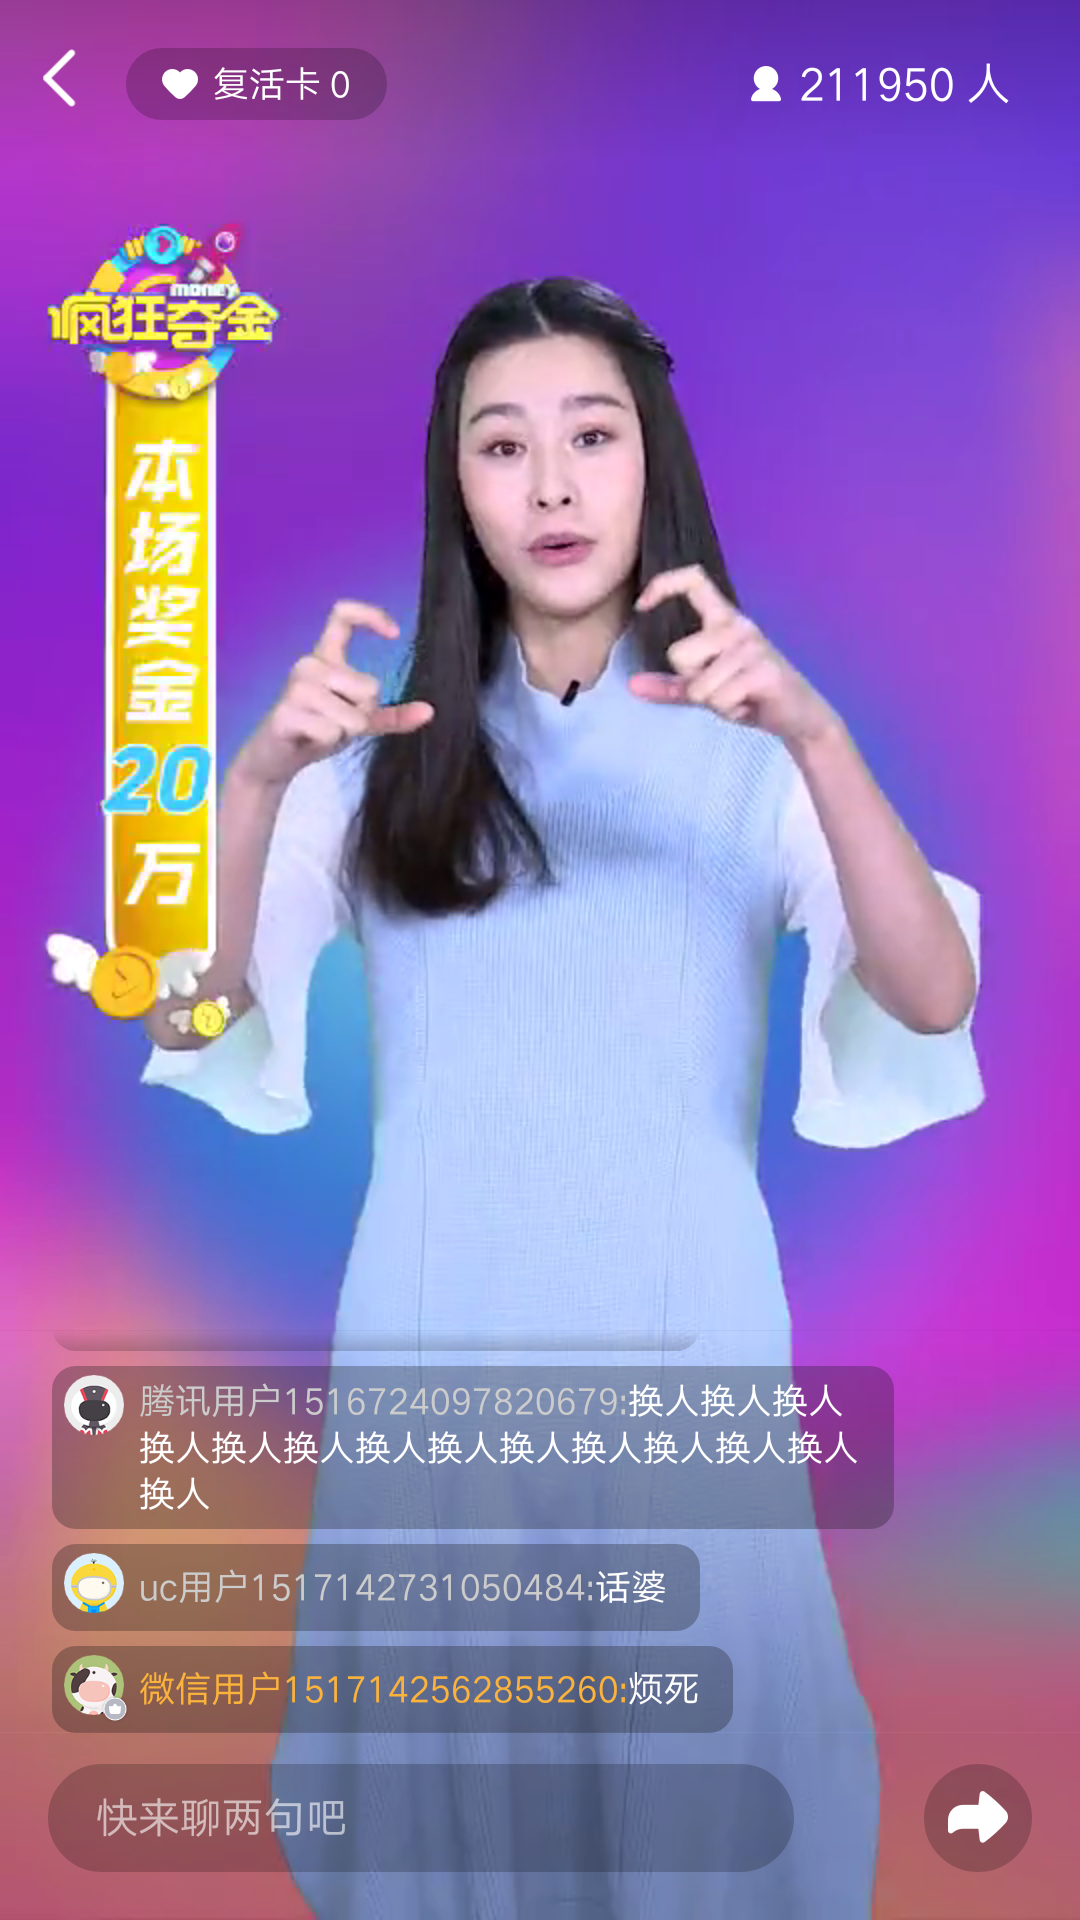 复活卡 0
211950 人
MONEY
疯狂夺金
本场奖金20万
腾讯用户1516724097820679:换人换人换人
换人换人换人换人换人换人换人换人换人换人
换人
uc用户1517142731050484:话婆
微信用户1517142562855260:烦死
快来聊两句吧